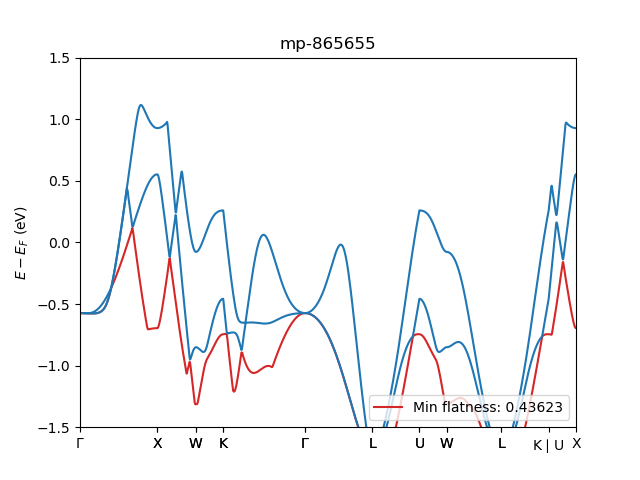 mp-865655
E − E_F (eV)
1.5
1.0
0.5
0.0
−0.5
−1.0
−1.5
Min flatness: 0.43623
Γ X W K Γ L U W L K | U X